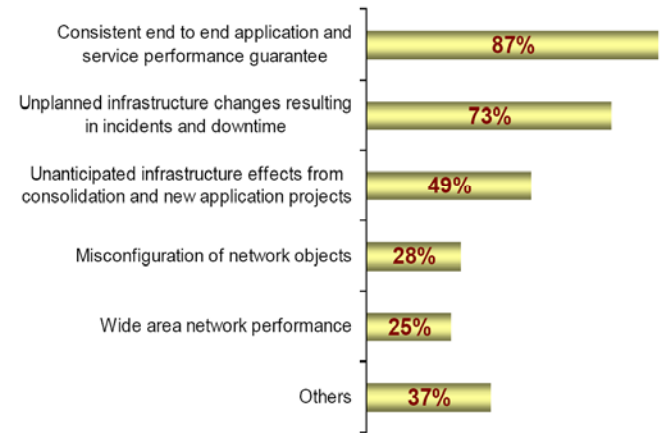 Consistent end to end application and
service performance guarantee
87%
Unplanned infrastructure changes resulting
in incidents and downtime
73%
Unanticipated infrastructure effects from
consolidation and new application projects
49%
Misconfiguration of network objects
28%
Wide area network performance
25%
Others
37%